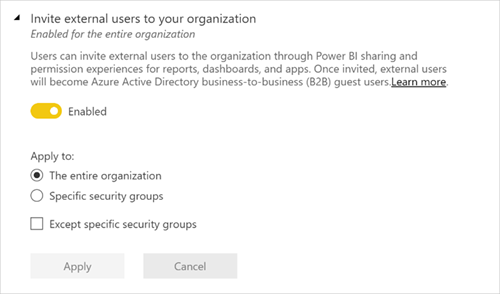 Invite external users to your organization
Enabled for the entire organization
Users can invite external users to the organization through Power BI sharing and
permission experiences for reports, dashboards, and apps. Once invited, external users
will become Azure Active Directory business-to-business (B2B) guest users.Learn more.
Enabled
Apply to:
The entire organization
Specific security groups
Except specific security groups
Apply Cancel